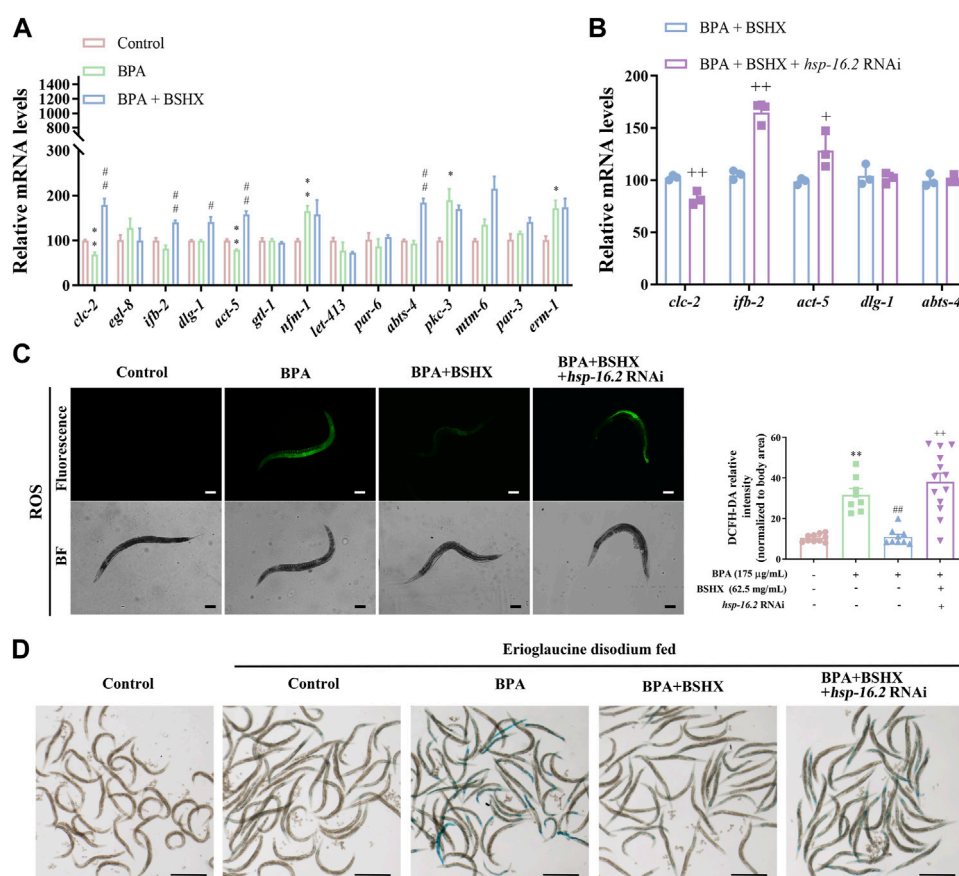 A
Control
BPA
BPA + BSHX
Relative mRNA levels
1400
1200
1000
800
300
200
100
0
# #
* *
# #
#
# #
* *
* *
# #
*
*
clc-2 egl-8 ifb-2 dlg-1 act-5 gtl-1 nfm-1 let-413 par-6 abts-4 pkc-3 mtm-6 par-3 erm-1
B
BPA + BSHX
BPA + BSHX + hsp-16.2 RNAi
Relative mRNA levels
200
150
100
50
0
++
++
+
clc-2 ifb-2 act-5 dlg-1 abts-4
C
Control BPA BPA+BSHX BPA+BSHX
+hsp-16.2 RNAi
ROS
Fluorescence
BF
DCFH-DA relative
intensity
(normalized to body area)
60
40
20
0
**
##
++
BPA (175 µg/mL) - + + +
BSHX (62.5 mg/mL) - - - +
hsp-16.2 RNAi - - - +
D
Erioglaucine disodium fed
Control Control BPA BPA+BSHX BPA+BSHX
+hsp-16.2 RNAi